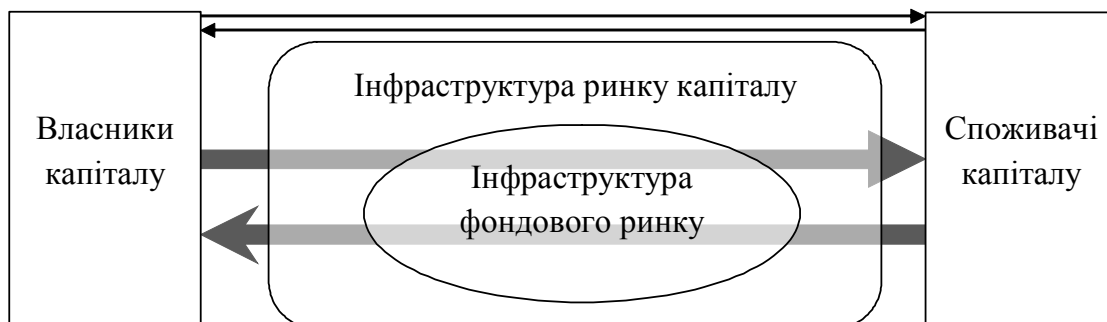 Інфраструктура ринку капіталу
Власники
капіталу
Інфраструктура
фондового ринку
Споживачі
капіталу